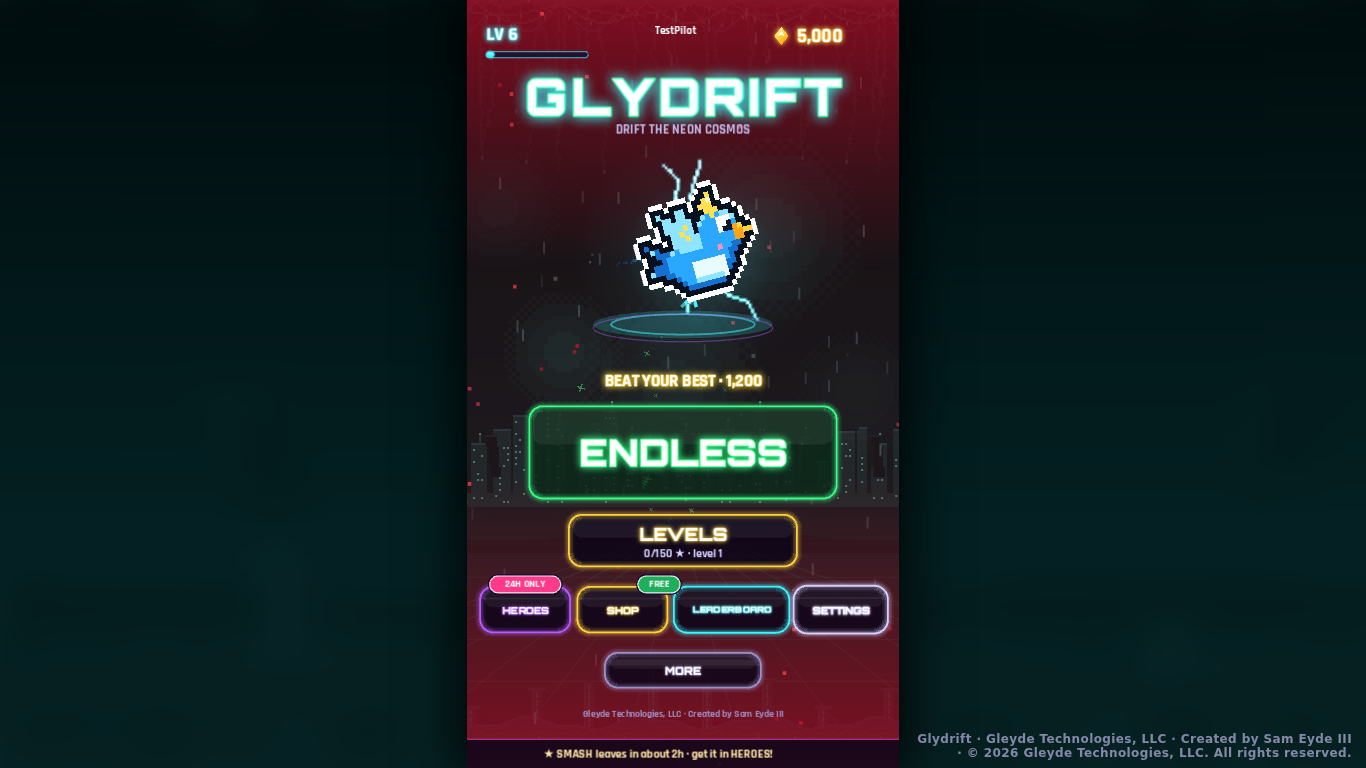 LV 6
TestPilot
5,000
GLYDRIFT
DRIFT THE NEON COSMOS
BEAT YOUR BEST · 1,200
ENDLESS
LEVELS
0/150 ★ · level 1
24H ONLY
FREE
HEROES
SHOP
LEADERBOARD
SETTINGS
MORE
Gleyde Technologies, LLC · Created by Sam Eyde III
★ SMASH leaves in about 2h · get it in HEROES!
Glydrift · Gleyde Technologies, LLC · Created by Sam Eyde III
· © 2026 Gleyde Technologies, LLC. All rights reserved.